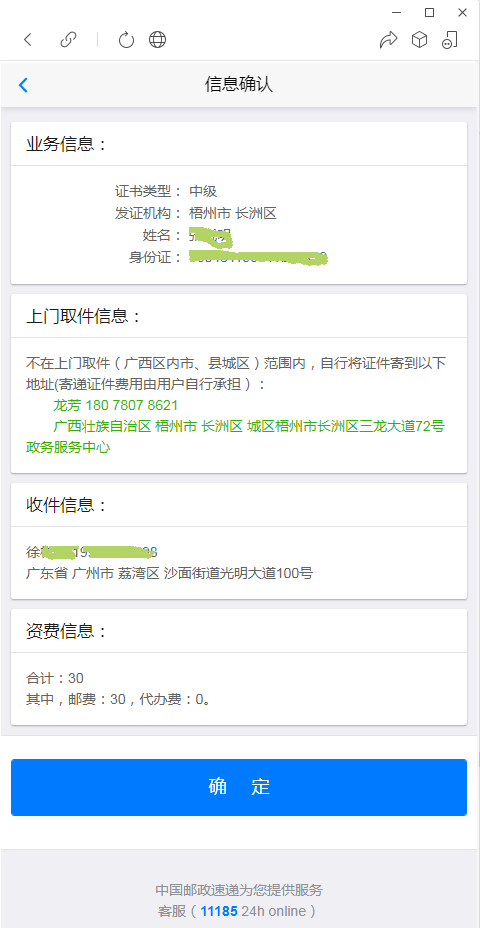 信息确认
业务信息：
证书类型： 中级
发证机构： 梧州市 长洲区
姓名：
身份证：
上门取件信息：
不在上门取件（广西区内市、县城区）范围内，自行将证件寄到以下
地址(寄递证件费用由用户自行承担）：
龙芳 180 7807 8621
广西壮族自治区 梧州市 长洲区 城区梧州市长洲区三龙大道72号
政务服务中心
收件信息：
徐
广东省 广州市 荔湾区 沙面街道光明大道100号
资费信息：
合计：30
其中，邮费：30，代办费：0。
确 定
中国邮政速递为您提供服务
客服（11185 24h online）